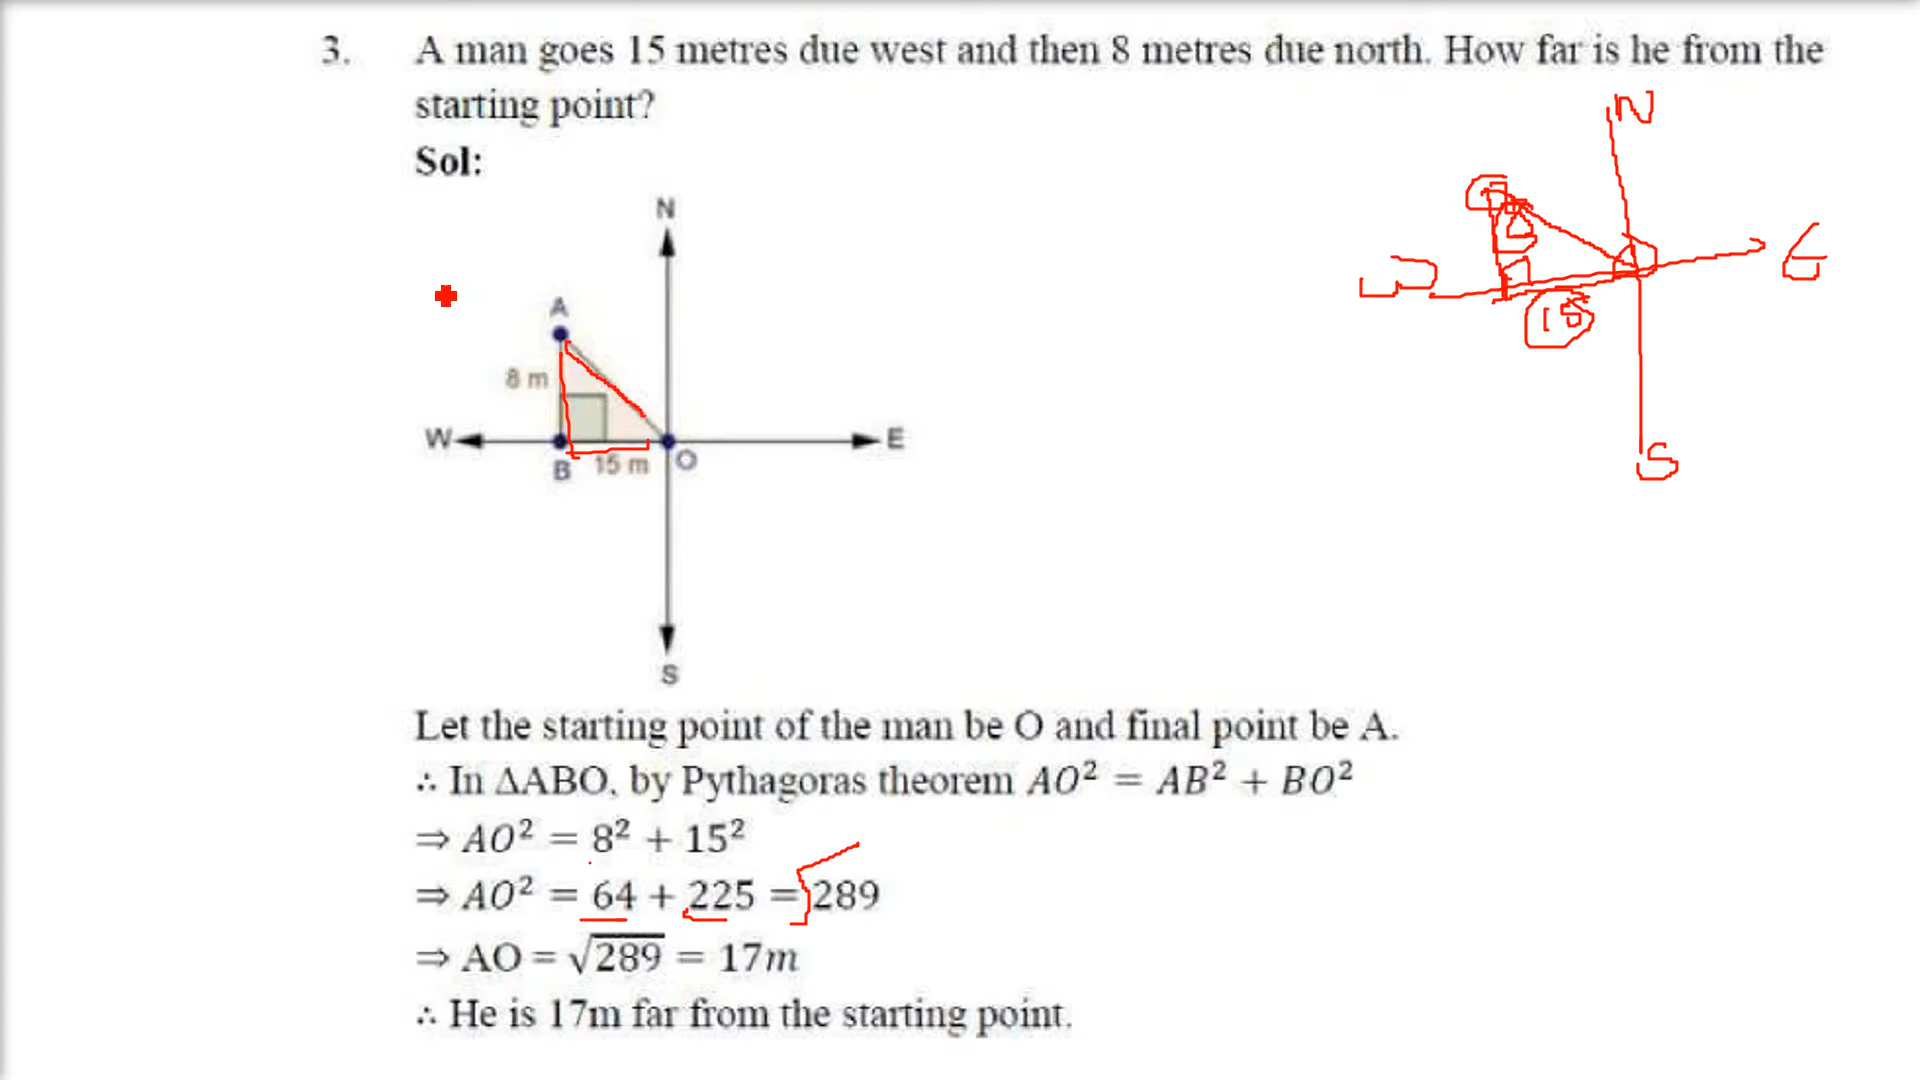 3. A man goes 15 metres due west and then 8 metres due north. How far is he from the
starting point?
Sol:
N
N
A
8 m
W
E
B
15 m
O
S
15
S
Let the starting point of the man be O and final point be A.
∴ In ΔABO, by Pythagoras theorem AO² = AB² + BO²
⇒ AO² = 8² + 15²
⇒ AO² = 64 + 225 = 289
⇒ AO = √289 = 17m
∴ He is 17m far from the starting point.